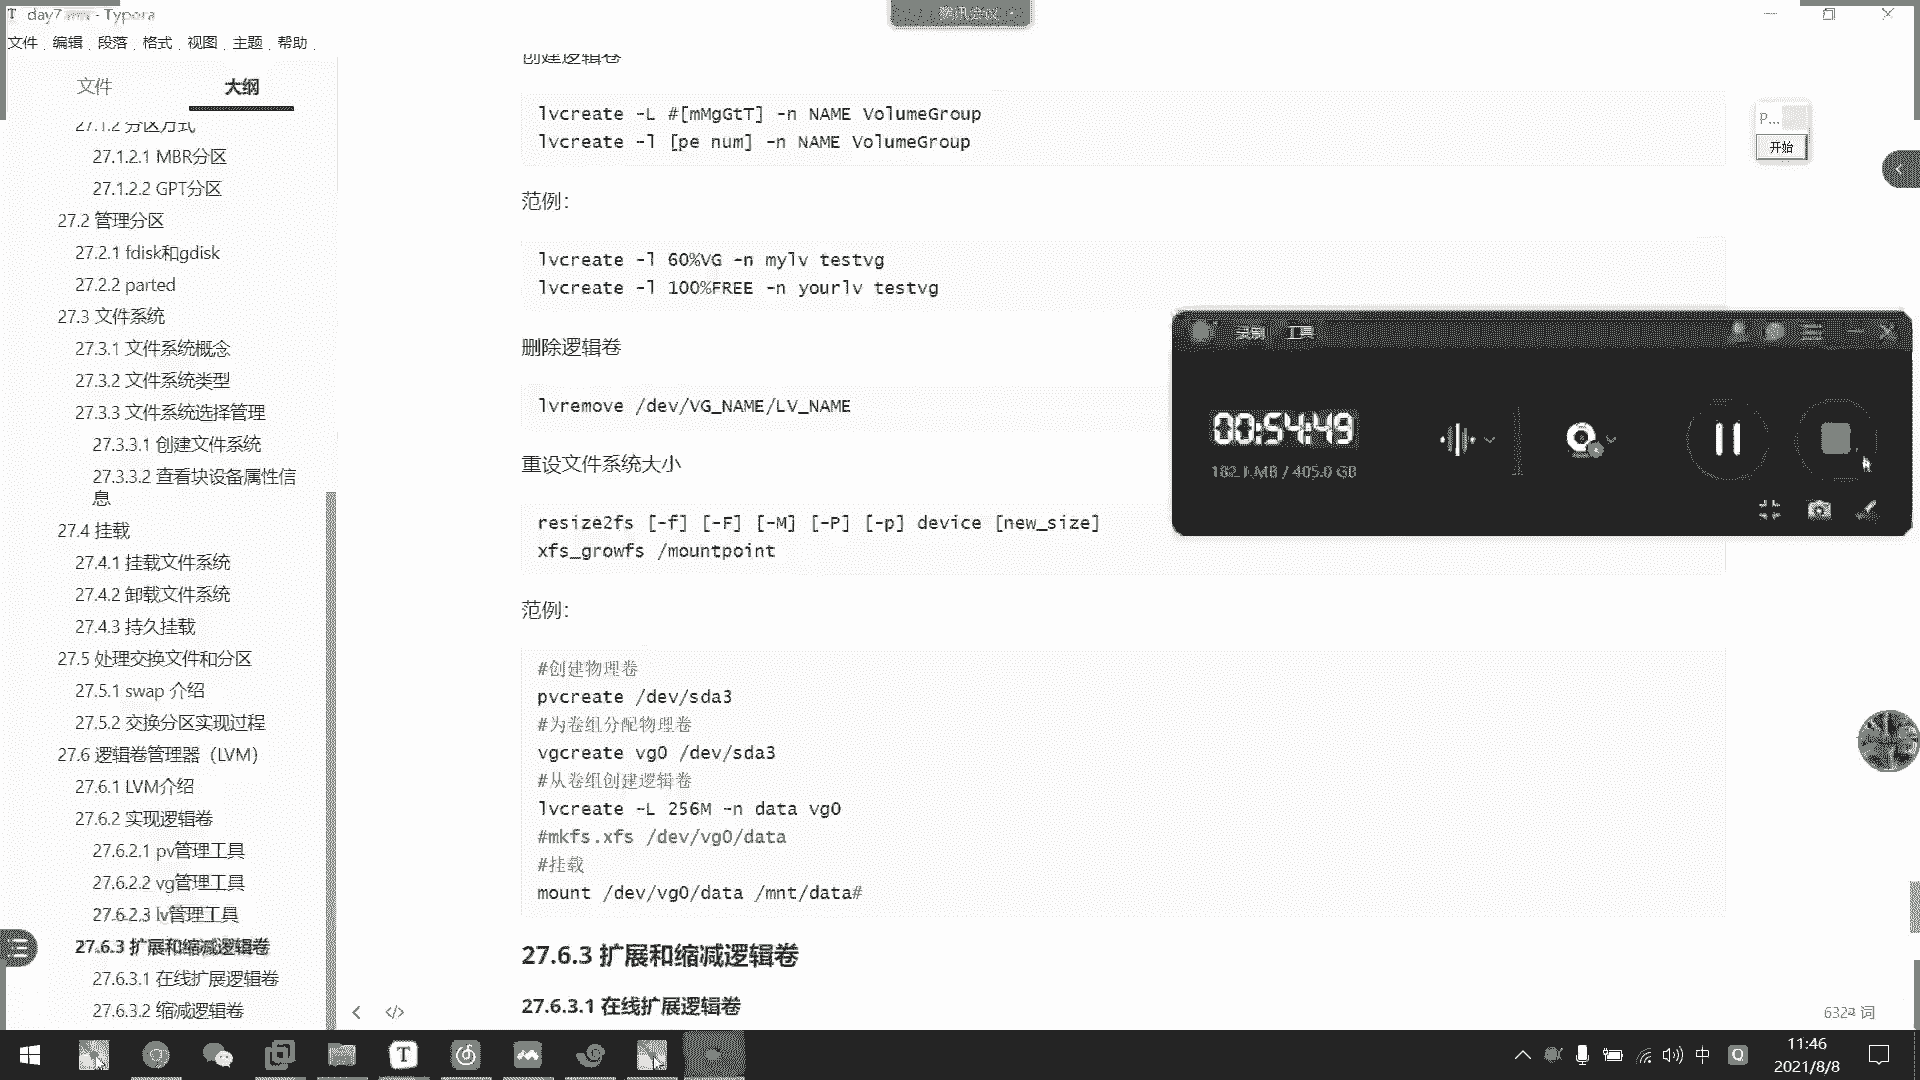 Typora
腾讯会议
文件 编辑 段落 格式 视图 主题 帮助
文件
大纲
27.1.2 分区方式
27.1.2.1 MBR分区
27.1.2.2 GPT分区
27.2 管理分区
27.2.1 fdisk和gdisk
27.2.2 parted
27.3 文件系统
27.3.1 文件系统概念
27.3.2 文件系统类型
27.3.3 文件系统选择管理
27.3.3.1 创建文件系统
27.3.3.2 查看块设备属性信
息
27.4 挂载
27.4.1 挂载文件系统
27.4.2 卸载文件系统
27.4.3 持久挂载
27.5 处理交换文件和分区
27.5.1 swap 介绍
27.5.2 交换分区实现过程
27.6 逻辑卷管理器（LVM）
27.6.1 LVM介绍
27.6.2 实现逻辑卷
27.6.2.1 pv管理工具
27.6.2.2 vg管理工具
27.6.2.3 lv管理工具
27.6.3 扩展和缩减逻辑卷
27.6.3.1 在线扩展逻辑卷
27.6.3.2 缩减逻辑卷
创建逻辑卷
lvcreate -L #[mMgGtT] -n NAME VolumeGroup
lvcreate -l [pe num] -n NAME VolumeGroup
范例：
lvcreate -l 60%VG -n mylv testvg
lvcreate -l 100%FREE -n yourlv testvg
删除逻辑卷
lvremove /dev/VG_NAME/LV_NAME
重设文件系统大小
resize2fs [-f] [-F] [-M] [-P] [-p] device [new_size]
xfs_growfs /mountpoint
范例：
#创建物理卷
pvcreate /dev/sda3
#为卷组分配物理卷
vgcreate vg0 /dev/sda3
#从卷组创建逻辑卷
lvcreate -L 256M -n data vg0
#mkfs.xfs /dev/vg0/data
#挂载
mount /dev/vg0/data /mnt/data#
27.6.3 扩展和缩减逻辑卷
27.6.3.1 在线扩展逻辑卷
P...
开始
录制 工具
00:54:49
182.1 MB / 405.0 GB
中
11:46
2021/8/8